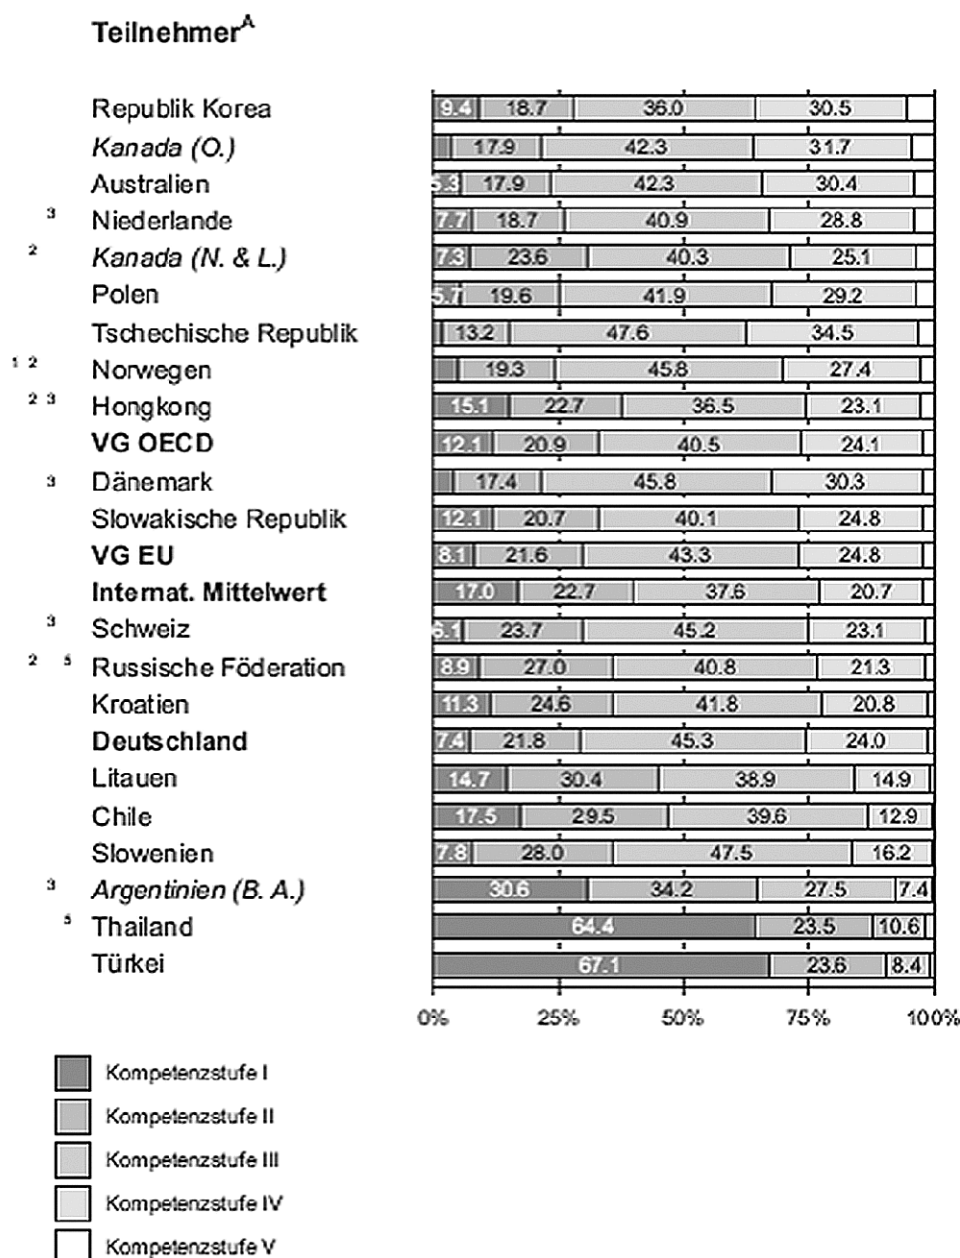 Teilnehmer^A
Republik Korea 9.4 18.7 36.0 30.5
Kanada (O.) 17.9 42.3 31.7
Australien 5.3 17.9 42.3 30.4
3 Niederlande 7.7 18.7 40.9 28.8
2 Kanada (N. & L.) 7.3 23.6 40.3 25.1
Polen 5.7 19.6 41.9 29.2
Tschechische Republik 13.2 47.6 34.5
1 2 Norwegen 19.3 45.8 27.4
2 3 Hongkong 15.1 22.7 36.5 23.1
VG OECD 12.1 20.9 40.5 24.1
3 Dänemark 17.4 45.8 30.3
Slowakische Republik 12.1 20.7 40.1 24.8
VG EU 8.1 21.6 43.3 24.8
Internat. Mittelwert 17.0 22.7 37.6 20.7
3 Schweiz 6.1 23.7 45.2 23.1
2 5 Russische Föderation 8.9 27.0 40.8 21.3
Kroatien 11.3 24.6 41.8 20.8
Deutschland 7.4 21.8 45.3 24.0
Litauen 14.7 30.4 38.9 14.9
Chile 17.5 29.5 39.6 12.9
Slowenien 7.8 28.0 47.5 16.2
3 Argentinien (B. A.) 30.6 34.2 27.5 7.4
5 Thailand 64.4 23.5 10.6
Türkei 67.1 23.6 8.4
0% 25% 50% 75% 100%
Kompetenzstufe I
Kompetenzstufe II
Kompetenzstufe III
Kompetenzstufe IV
Kompetenzstufe V